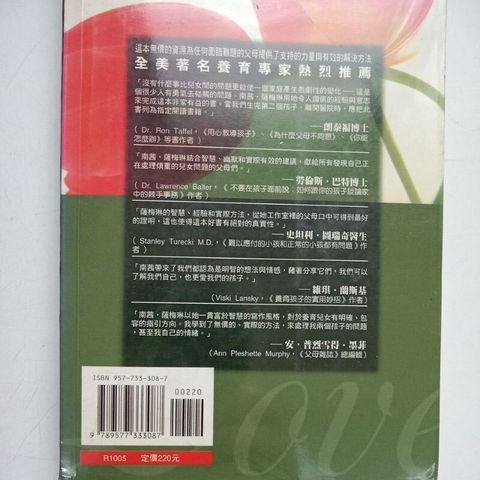 這本無價的資源為任何面臨難題的父母提供了支持的力量與有效的解決方法
全美著名養育專家熱烈推薦
「沒有什麼事比兒女間的問題更能使一個家庭產生戲劇性的變化——這是
個很少人有勇氣去碰觸的問題。南茜·薩梅琳用她令人讚佩的經驗與意志
來完成這本非常有益的書。當我們生完第二個孩子，離開醫院時，應把此
書列為指定閱讀書籍。」
——朗泰福博士
(Dr. Ron Taffel,《用心教導孩子》、《為什麼父母不同意》、《你能
怎麼辦》等書作者)
「南茜·薩梅琳結合智慧、幽默和實際有效的建議，獻給所有發現自己正
在處理煩重的兒女問題的父母們。」
——勞倫斯·巴特博士
(Dr. Lawrence Balter,《不要在孩子面前說：如何跟你的孩子談論家
中的棘手事務》作者)
「薩梅琳的智慧、經驗和實際方法，從她工作室裡的父母口中可得到最好
的證明，這也使得這本好書有絕對的真實性。」
——史坦利·圖瑞奇醫生
(Stanley Turecki M.D.,《難以應付的小孩和正常的小孩都有問題》作
者)
「南茜帶來了我們都認為是明智的想法與情感，藉著分享它們，我們可以
了解我們自己，也更愛我們的孩子。」
——維琪·蘭斯基
(Viski Lansky,《養育孩子的實用妙招》作者)
「南茜·薩梅琳以她一貫富於智慧的寫作風格，對於養育兒女有明確、包
容的指引方向。我學到了無價的、實際的方法，來處理我兩個孩子的問題
，甚至我自己的情緒。」
——安·普烈雪得·墨菲
(Ann Pleshette Murphy,《父母雜誌》總編輯)
ISBN 957-733-308-7
00220
9 789577 333087
R1005 定價220元
Love